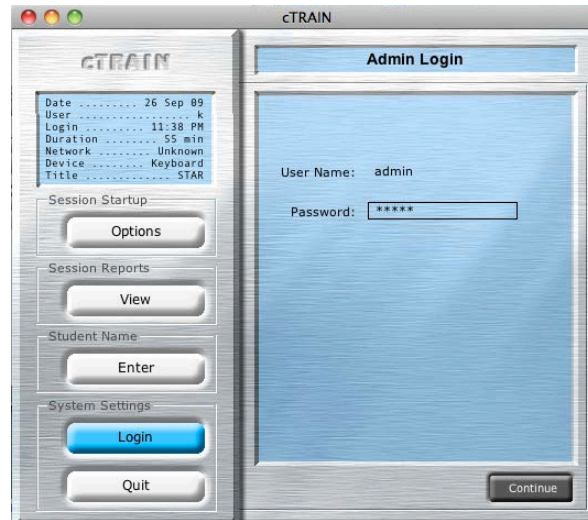 cTRAIN
cTRAIN
Date ......... 26 Sep 09
User ................. k
Login ......... 11:38 PM
Duration ........ 55 min
Network ........ Unknown
Device ........ Keyboard
Title ............. STAR
Session Startup
Options
Session Reports
View
Student Name
Enter
System Settings
Login
Quit
Admin Login
User Name: admin
Password: *****
Continue